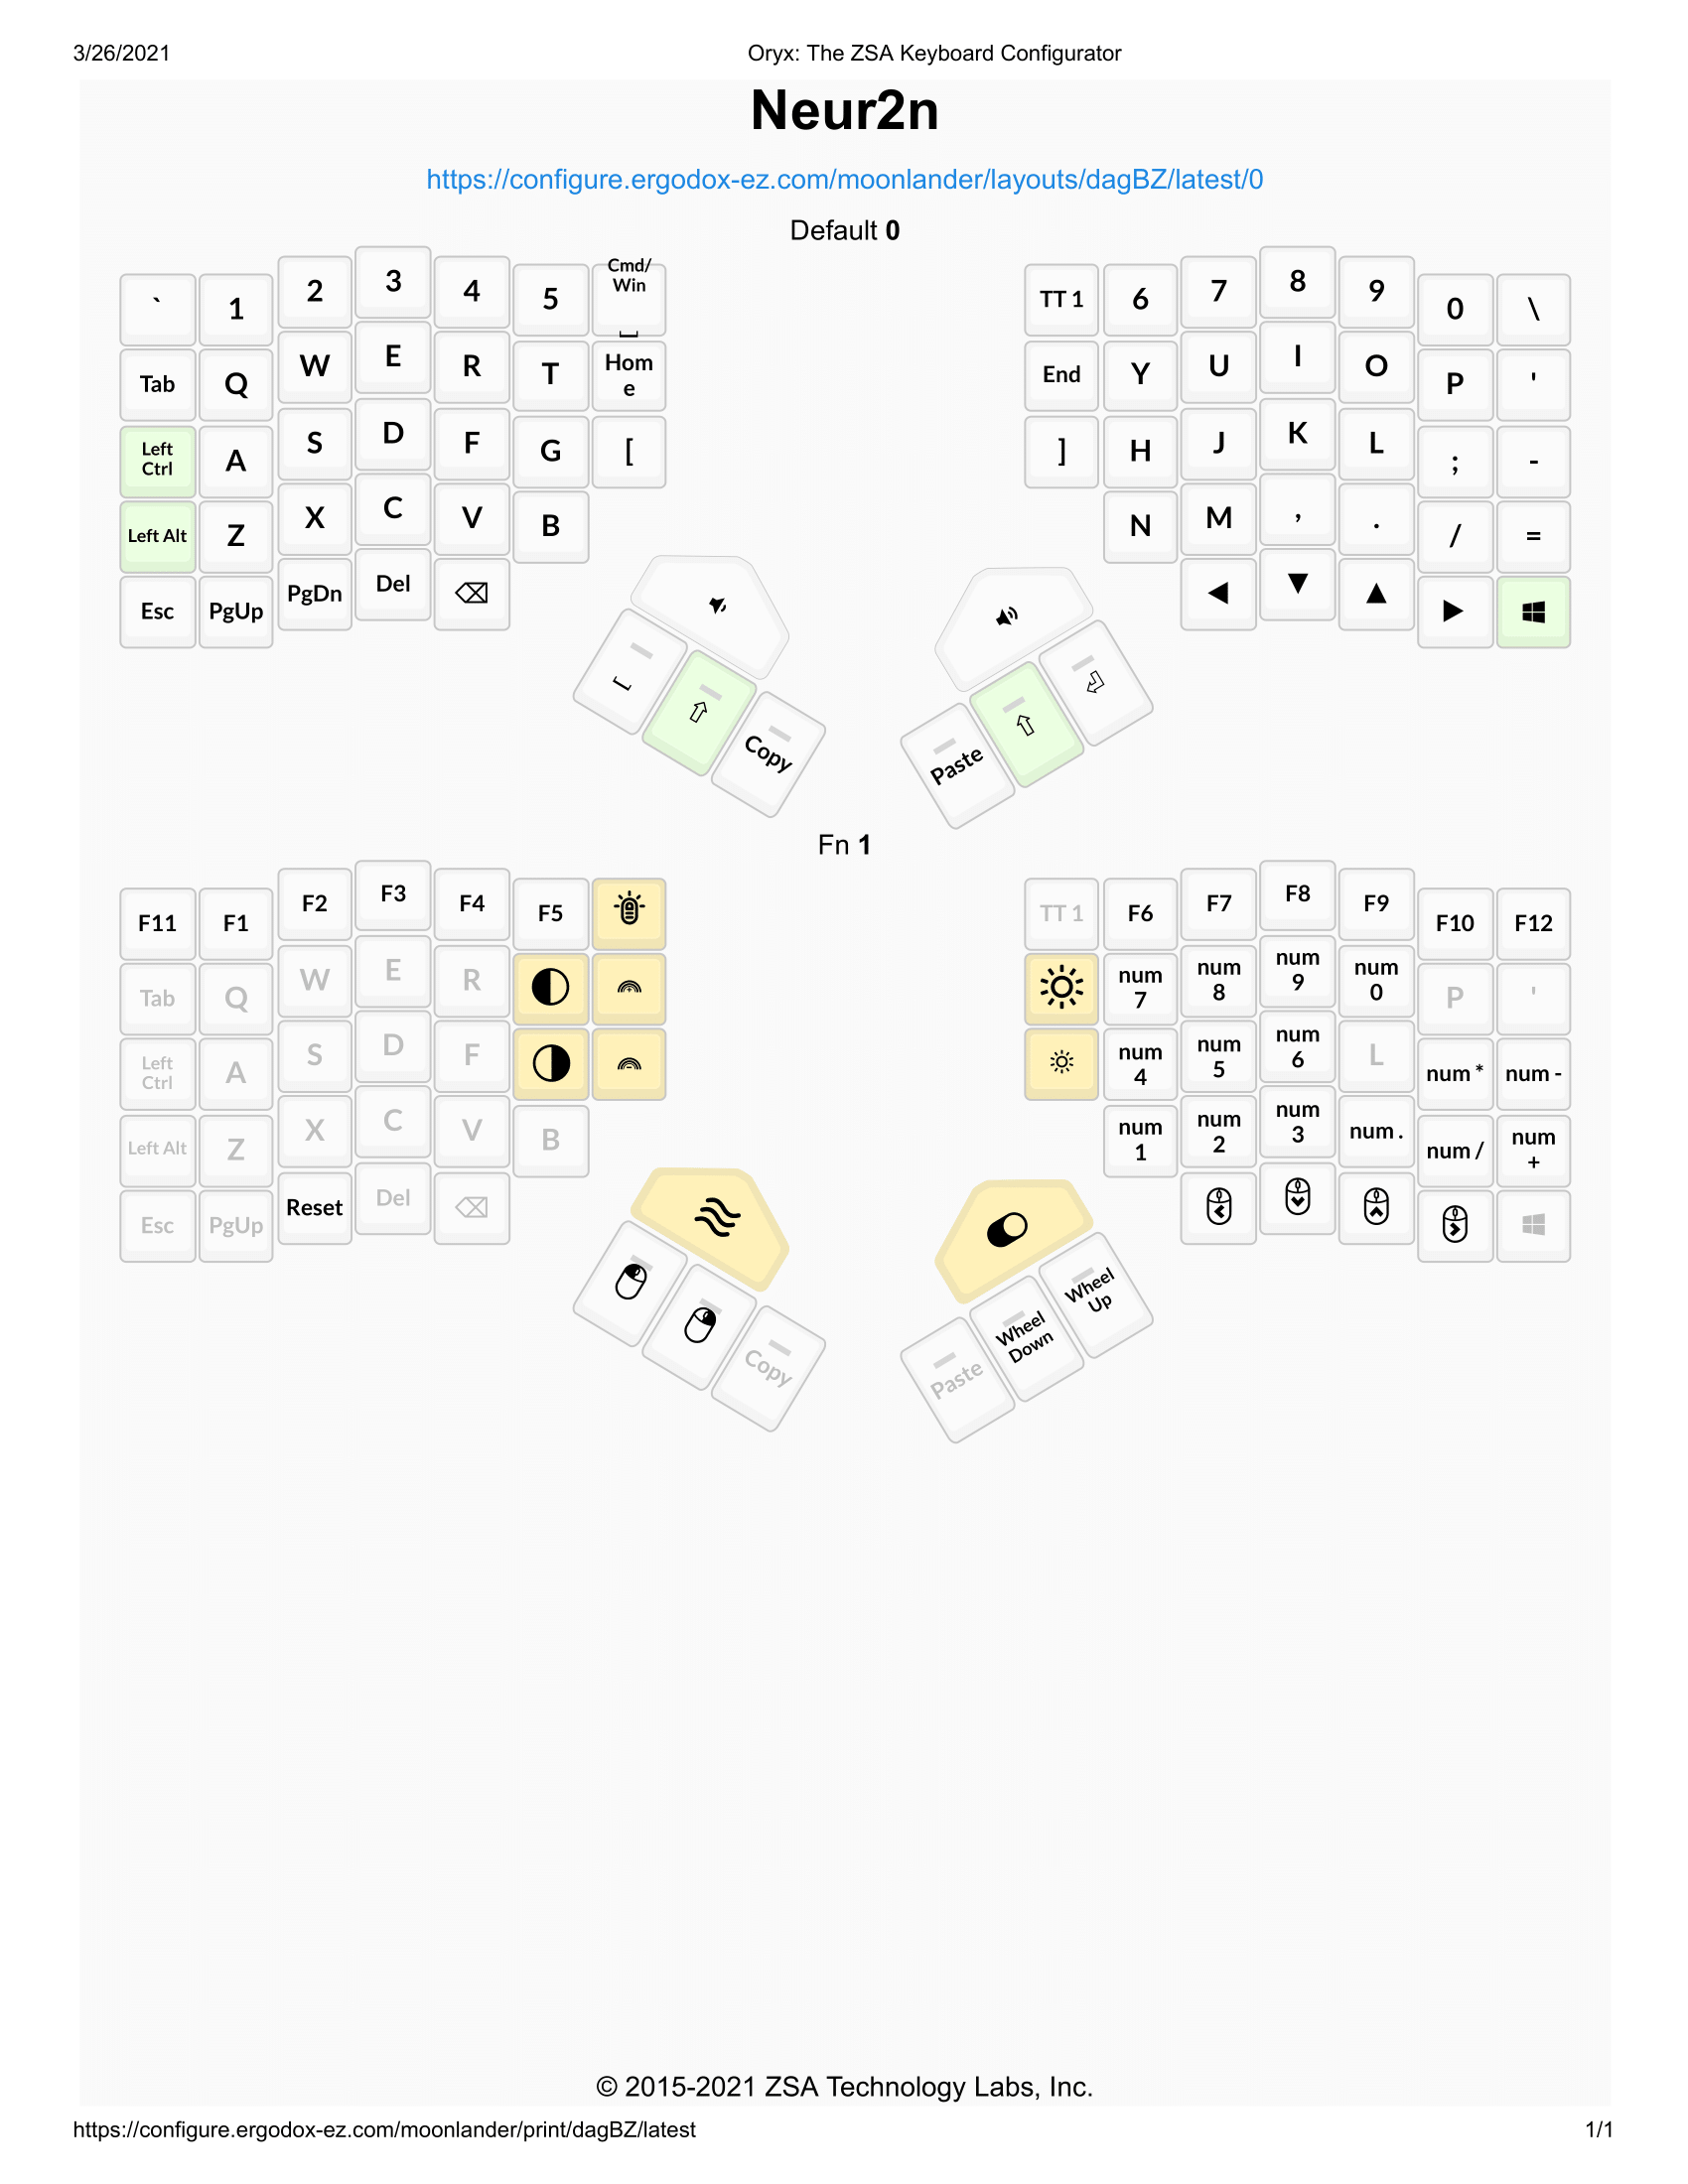 3/26/2021 Oryx: The ZSA Keyboard Configurator
Neur2n
https://configure.ergodox-ez.com/moonlander/layouts/dagBZ/latest/0
Default 0
` 1 2 3 4 5 Cmd/
Win
TT 1 6 7 8 9 0 \
Tab Q W E R T Hom
e
End Y U I O P '
Left
Ctrl A S D F G [
] H J K L ; -
Left Alt Z X C V B
N M , . / =
Esc PgUp PgDn Del
Copy
Paste
Fn 1
F11 F1 F2 F3 F4 F5
TT 1 F6 F7 F8 F9 F10 F12
Tab Q W E R
num
7 num
8 num
9 num
0 P '
Left
Ctrl A S D F
num
4 num
5 num
6 L num * num -
Left Alt Z X C V B
num
1 num
2 num
3 num . num / num
+
Esc PgUp Reset Del
Copy
Paste
Wheel
Down
Wheel
Up
© 2015-2021 ZSA Technology Labs, Inc.
https://configure.ergodox-ez.com/moonlander/print/dagBZ/latest 1/1